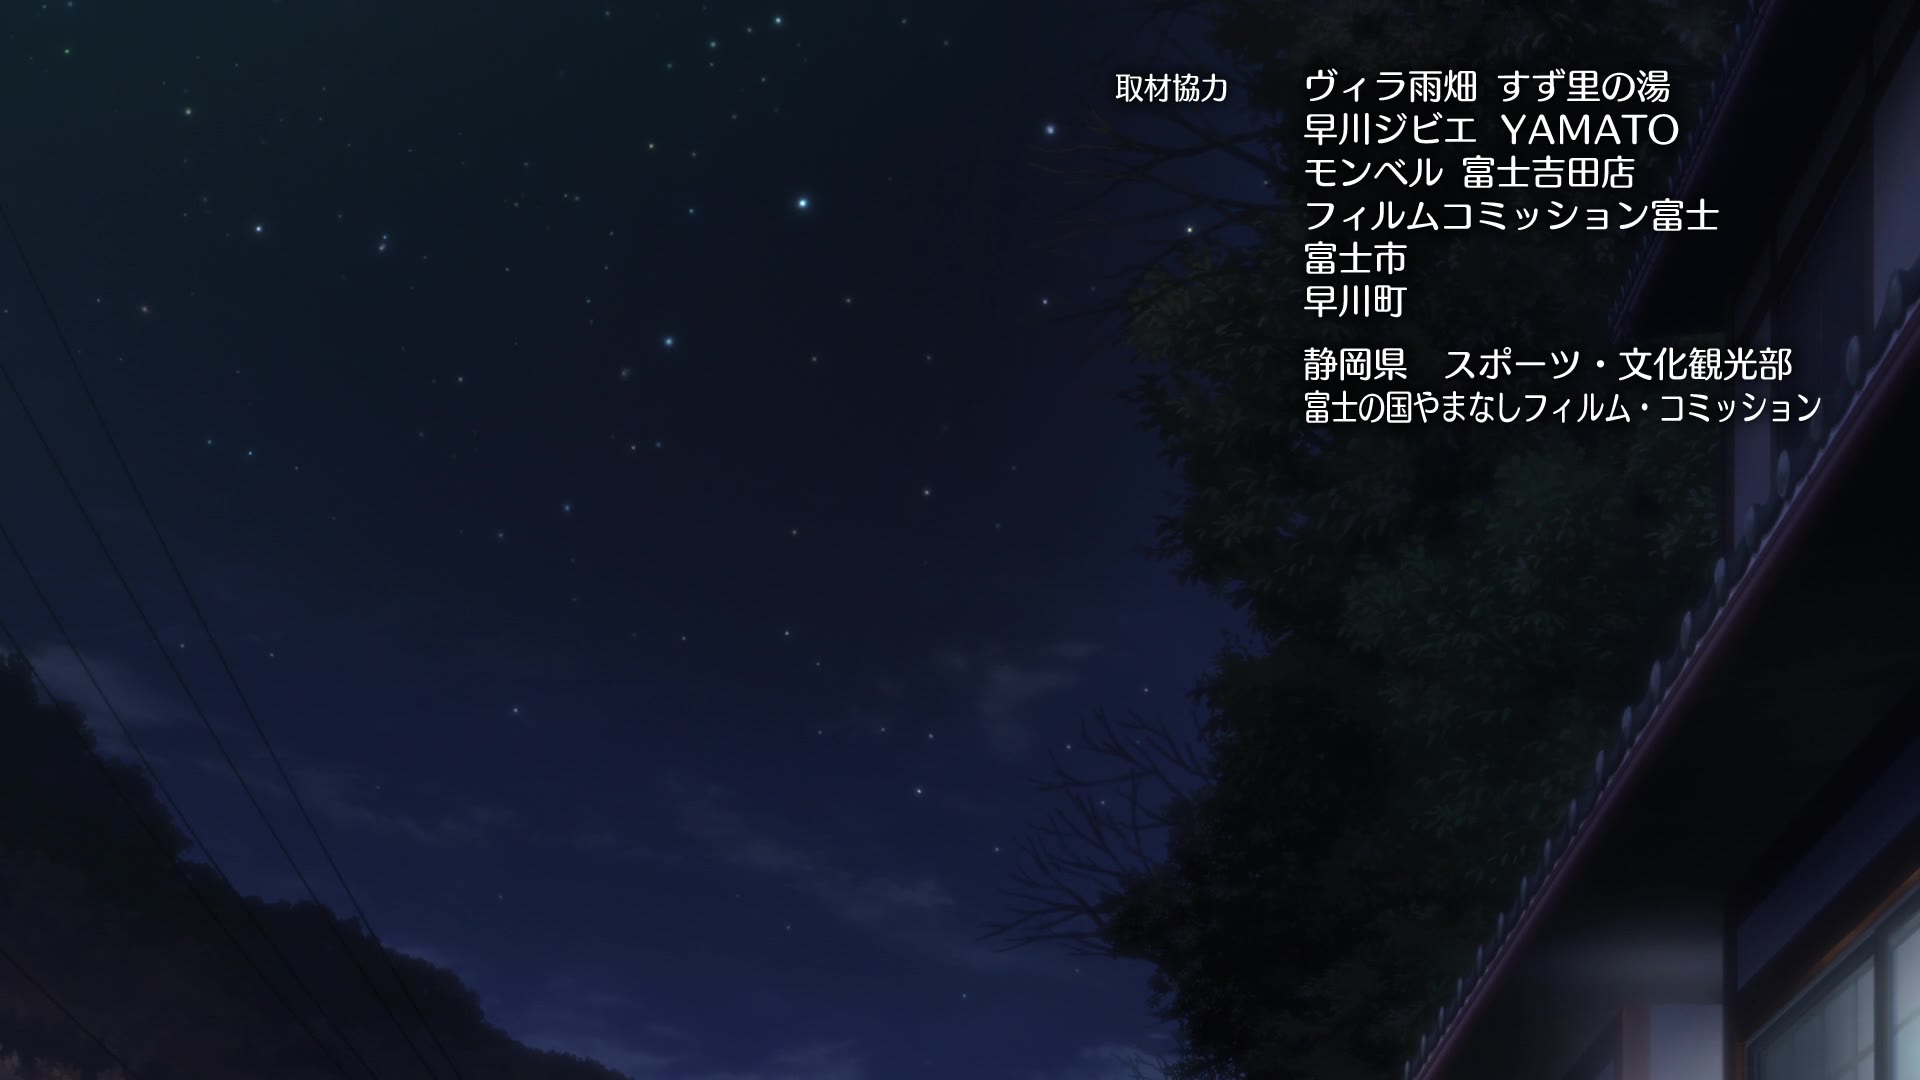 取材協力 ヴィラ雨畑 すず里の湯
早川ジビエ YAMATO
モンベル 富士吉田店
フィルムコミッション富士
富士市
早川町
静岡県　スポーツ・文化観光部
富士の国やまなしフィルム・コミッション